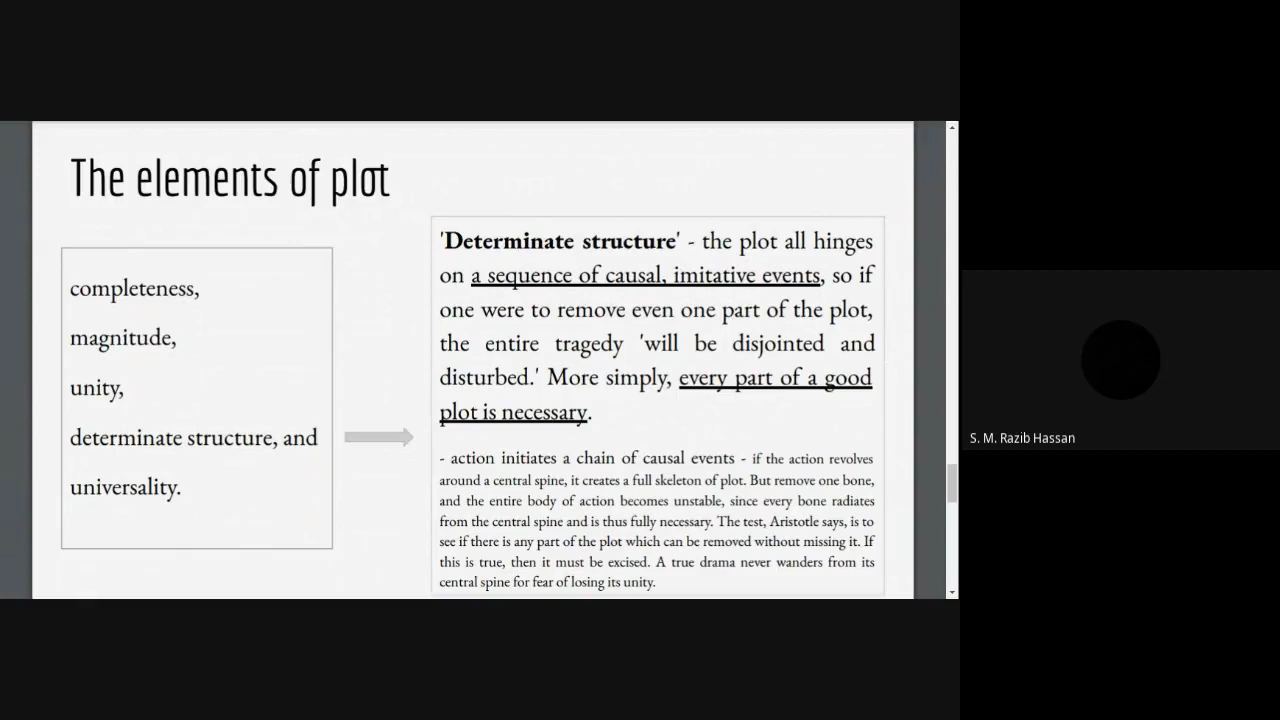 The elements of plot
completeness,
magnitude,
unity,
determinate structure, and
universality.
'Determinate structure' - the plot all hinges
on a sequence of causal, imitative events, so if
one were to remove even one part of the plot,
the entire tragedy 'will be disjointed and
disturbed.' More simply, every part of a good
plot is necessary.
- action initiates a chain of causal events - if the action revolves
around a central spine, it creates a full skeleton of plot. But remove one bone,
and the entire body of action becomes unstable, since every bone radiates
from the central spine and is thus fully necessary. The test, Aristotle says, is to
see if there is any part of the plot which can be removed without missing it. If
this is true, then it must be excised. A true drama never wanders from its
central spine for fear of losing its unity.
S. M. Razib Hassan